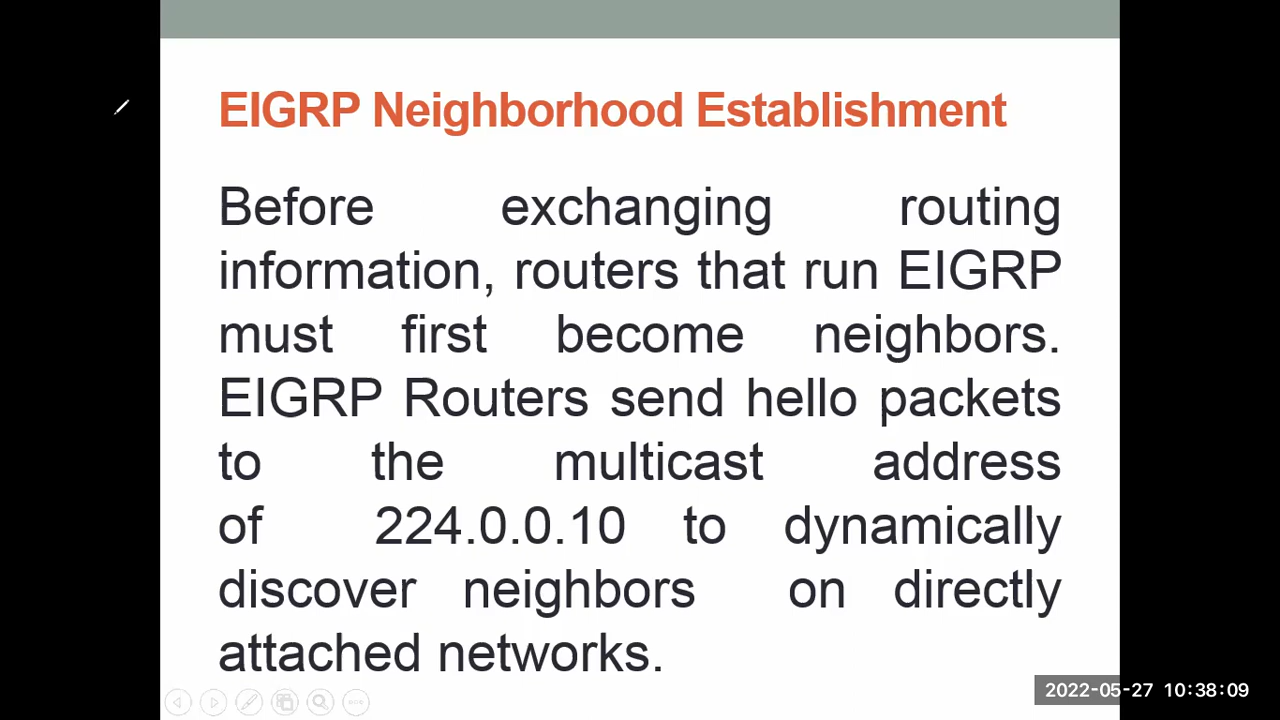 EIGRP Neighborhood Establishment
Before exchanging routing
information, routers that run EIGRP
must first become neighbors.
EIGRP Routers send hello packets
to the multicast address
of 224.0.0.10 to dynamically
discover neighbors on directly
attached networks.
2022-05-27 10:38:09